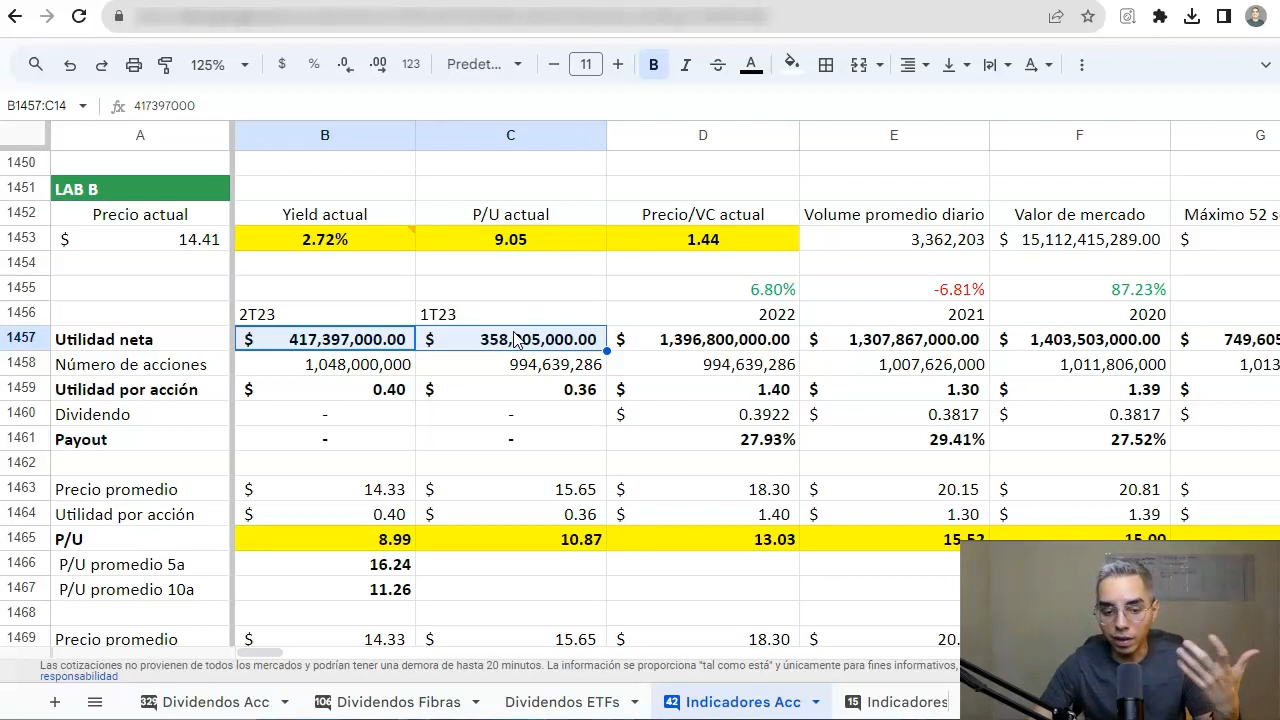 125% $ % .0 .00 123 Predet... 11 B I A
B1457:C14 fx 417397000
A B C D E F G
1450
1451 LAB B
1452 Precio actual Yield actual P/U actual Precio/VC actual Volume promedio diario Valor de mercado Máximo 52 s
1453 $ 14.41 2.72% 9.05 1.44 3,362,203 $ 15,112,415,289.00 $
1454
1455 6.80% -6.81% 87.23%
1456 2T23 1T23 2022 2021 2020
1457 Utilidad neta $ 417,397,000.00 $ $ 1,396,800,000.00 $ 1,307,867,000.00 $ 1,403,503,000.00 $ 749,605
1458 Número de acciones 1,048,000,000 994,639,286 994,639,286 1,007,626,000 1,011,806,000 1,013
1459 Utilidad por acción $ 0.40 $ 0.36 $ 1.40 $ 1.30 $ 1.39 $
1460 Dividendo - - $ 0.3922 $ 0.3817 $ 0.3817 $
1461 Payout - - 27.93% 29.41% 27.52%
1462
1463 Precio promedio $ 14.33 $ 15.65 $ 18.30 $ 20.15 $ 20.81 $
1464 Utilidad por acción $ 0.40 $ 0.36 $ 1.40 $ 1.30 $ 1.39 $
1465 P/U 8.99 10.87 13.03 15.52 15.00
1466 P/U promedio 5a 16.24
1467 P/U promedio 10a 11.26
1468
1469 Precio promedio $ 14.33 $ 15.65 $ 18.30 $ 20.
Las cotizaciones no provienen de todos los mercados y podrían tener una demora de hasta 20 minutos. La información se proporciona "tal como está" y únicamente para fines informativos,
responsabilidad
329 Dividendos Acc 106 Dividendos Fibras Dividendos ETFs 42 Indicadores Acc 15 Indicadores